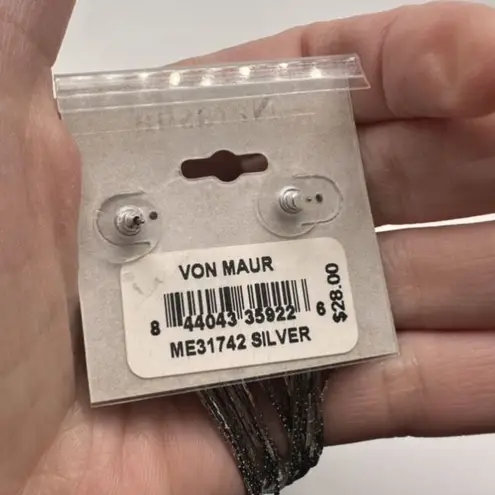 VON MAUR
8 44043 35922 6
ME31742 SILVER
$28.00